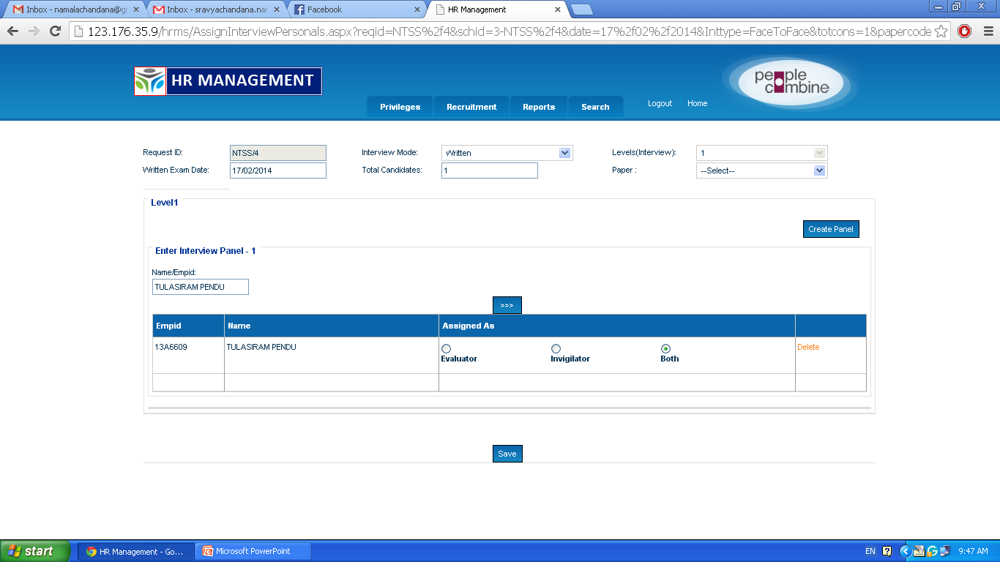 Inbox - namalachandana@g
Inbox - sravyachandana.nar
Facebook
HR Management
123.176.35.9/hrms/AssignInterviewPersonals.aspx?reqid=NTSS%2f4&schid=3-NTSS%2f4&date=17%2f02%2f2014&Inttype=FaceToFace&totcons=1&papercode
HR MANAGEMENT
people combine
Privileges Recruitment Reports Search Logout Home
Request ID: NTSS/4 Interview Mode: Written Levels(Interview): 1
Written Exam Date: 17/02/2014 Total Candidates: 1 Paper : --Select--
Level1
Create Panel
Enter Interview Panel - 1
Name/Empid:
TULASIRAM PENDU
>>>
Empid Name Assigned As
13A6609 TULASIRAM PENDU Evaluator Invigilator Both Delete
Save
start HR Management - Go... Microsoft PowerPoint EN 9:47 AM